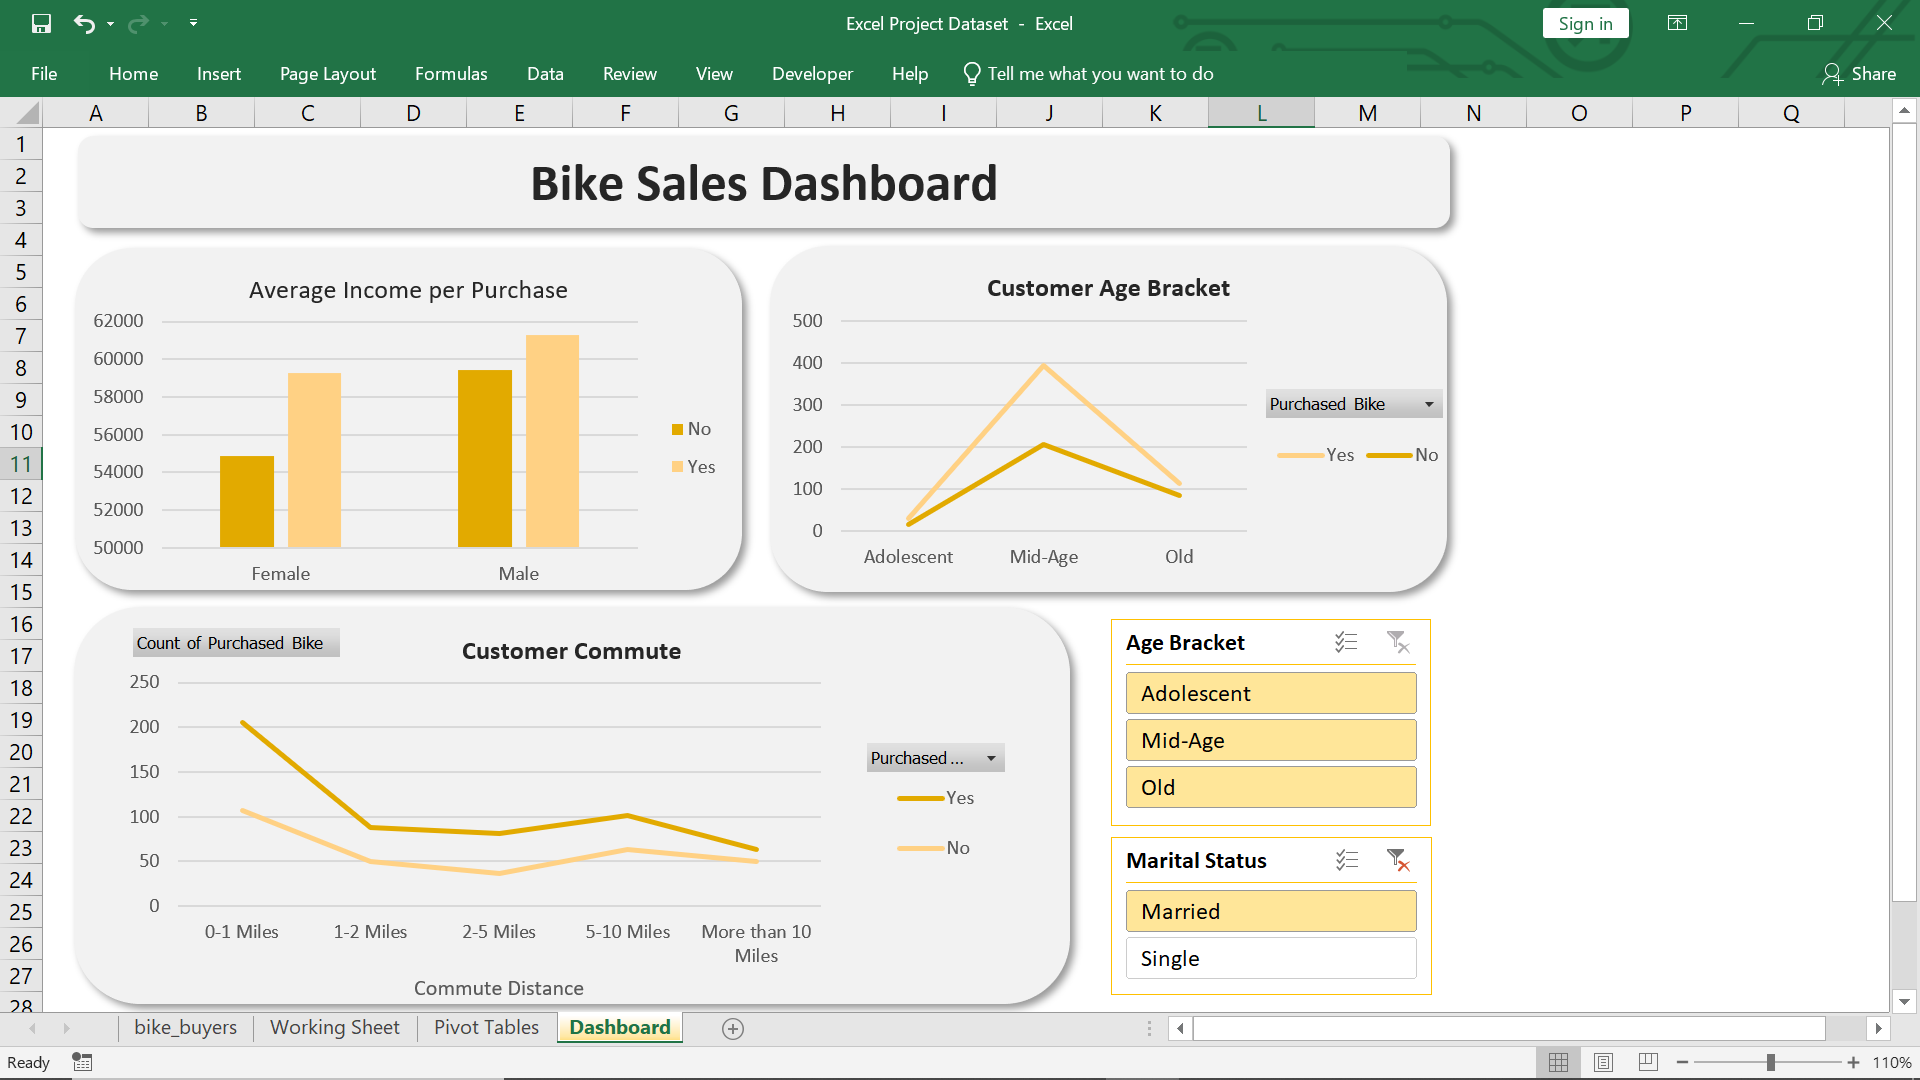 Excel Project Dataset - Excel
Sign in
File Home Insert Page Layout Formulas Data Review View Developer Help Tell me what you want to do Share
A B C D E F G H I J K L M N O P Q
1
2
3
4
5
6
7
8
9
10
11
12
13
14
15
16
17
18
19
20
21
22
23
24
25
26
27
28
Bike Sales Dashboard
Average Income per Purchase
62000
60000
58000
56000
54000
52000
50000
Female Male
No
Yes
Customer Age Bracket
500
400
300
200
100
0
Adolescent Mid-Age Old
Purchased Bike
Yes No
Count of Purchased Bike
Customer Commute
250
200
150
100
50
0
0-1 Miles 1-2 Miles 2-5 Miles 5-10 Miles More than 10
Miles
Commute Distance
Purchased ...
Yes
No
Age Bracket
Adolescent
Mid-Age
Old
Marital Status
Married
Single
bike_buyers Working Sheet Pivot Tables Dashboard
Ready
110%